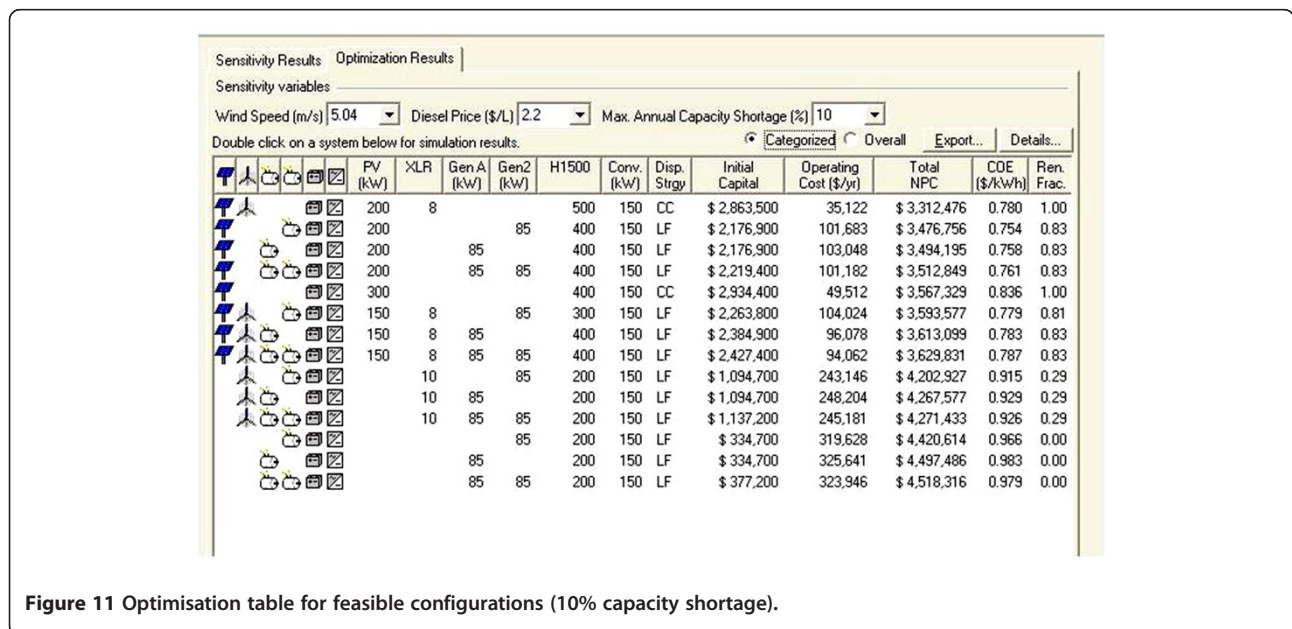 Sensitivity Results Optimization Results
Sensitivity variables
Wind Speed (m/s) 5.04 Diesel Price ($/L) 2.2 Max. Annual Capacity Shortage (%) 10
Double click on a system below for simulation results. Categorized Overall Export... Details...
PV (kW) XLR Gen A (kW) Gen2 (kW) H1500 Conv. (kW) Disp. Strgy Initial Capital Operating Cost ($/yr) Total NPC COE ($/kWh) Ren. Frac.
200 8 500 150 CC $ 2,863,500 35,122 $ 3,312,476 0.780 1.00
200 85 400 150 LF $ 2,176,900 101,683 $ 3,476,756 0.754 0.83
200 85 400 150 LF $ 2,176,900 103,048 $ 3,494,195 0.758 0.83
200 85 85 400 150 LF $ 2,219,400 101,182 $ 3,512,849 0.761 0.83
300 400 150 CC $ 2,934,400 49,512 $ 3,567,329 0.836 1.00
150 8 85 300 150 LF $ 2,263,800 104,024 $ 3,593,577 0.779 0.81
150 8 85 400 150 LF $ 2,384,900 96,078 $ 3,613,099 0.783 0.83
150 8 85 85 400 150 LF $ 2,427,400 94,062 $ 3,629,831 0.787 0.83
10 85 200 150 LF $ 1,094,700 243,146 $ 4,202,927 0.915 0.29
10 85 200 150 LF $ 1,094,700 248,204 $ 4,267,577 0.929 0.29
10 85 85 200 150 LF $ 1,137,200 245,181 $ 4,271,433 0.926 0.29
85 200 150 LF $ 334,700 319,628 $ 4,420,614 0.966 0.00
85 200 150 LF $ 334,700 325,641 $ 4,497,486 0.983 0.00
85 85 200 150 LF $ 377,200 323,946 $ 4,518,316 0.979 0.00
Figure 11 Optimisation table for feasible configurations (10% capacity shortage).